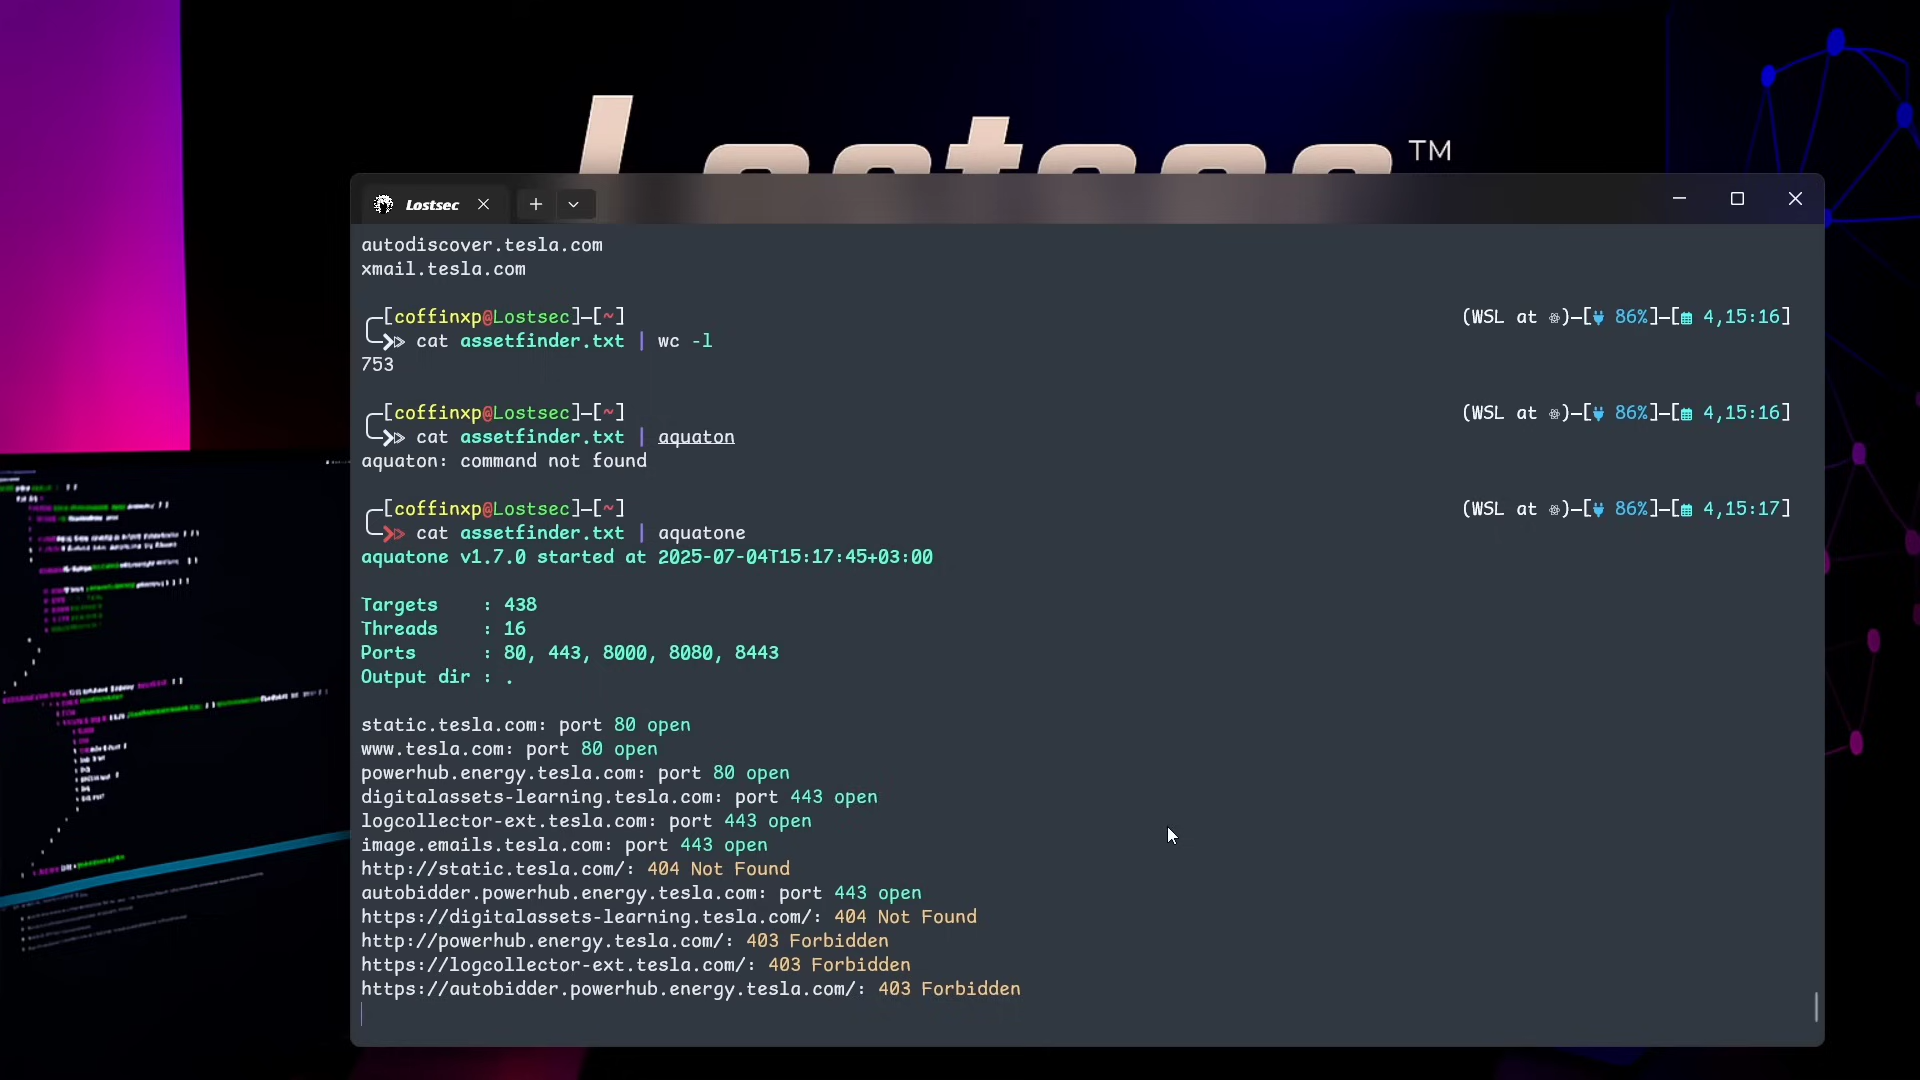 TM
Lostsec
autodiscover.tesla.com
xmail.tesla.com
[coffinxp@Lostsec]-[~] (WSL at )-[ 86%]-[ 4,15:16]
cat assetfinder.txt | wc -l
753
[coffinxp@Lostsec]-[~] (WSL at )-[ 86%]-[ 4,15:16]
cat assetfinder.txt | aquaton
aquaton: command not found
[coffinxp@Lostsec]-[~] (WSL at )-[ 86%]-[ 4,15:17]
cat assetfinder.txt | aquatone
aquatone v1.7.0 started at 2025-07-04T15:17:45+03:00
Targets : 438
Threads : 16
Ports : 80, 443, 8000, 8080, 8443
Output dir : .
static.tesla.com: port 80 open
www.tesla.com: port 80 open
powerhub.energy.tesla.com: port 80 open
digitalassets-learning.tesla.com: port 443 open
logcollector-ext.tesla.com: port 443 open
image.emails.tesla.com: port 443 open
http://static.tesla.com/: 404 Not Found
autobidder.powerhub.energy.tesla.com: port 443 open
https://digitalassets-learning.tesla.com/: 404 Not Found
http://powerhub.energy.tesla.com/: 403 Forbidden
https://logcollector-ext.tesla.com/: 403 Forbidden
https://autobidder.powerhub.energy.tesla.com/: 403 Forbidden